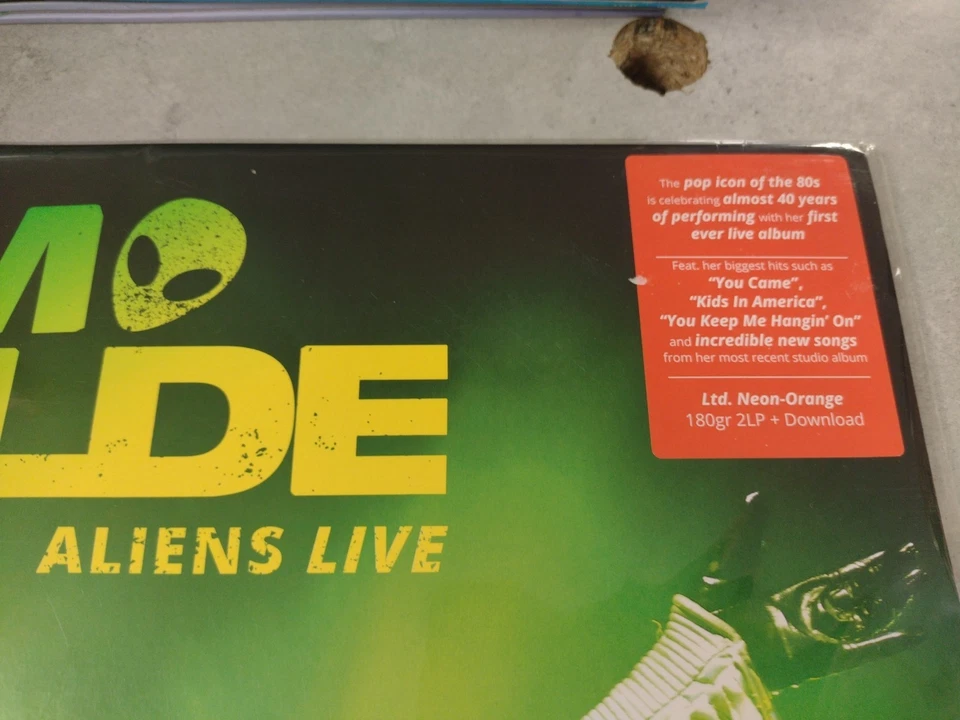 M
LDE
ALIENS LIVE
The pop icon of the 80s
is celebrating almost 40 years
of performing with her first
ever live album
Feat. her biggest hits such as
“You Came”,
“Kids In America”,
“You Keep Me Hangin’ On”
and incredible new songs
from her most recent studio album
Ltd. Neon-Orange
180gr 2LP + Download